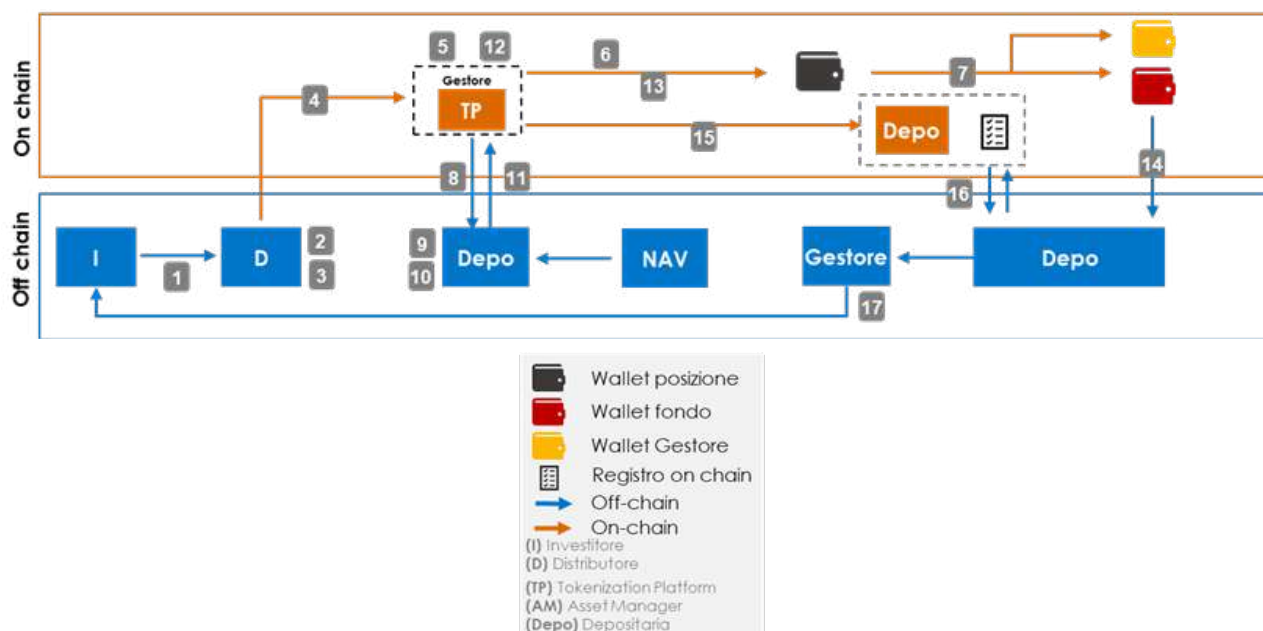 On chain
5
12
6
Gestore
TP
4
13
7
15
Depo
8
11
16
14
Off chain
I
1
D
2
3
9
10
Depo
NAV
Gestore
Depo
17
Wallet posizione
Wallet fondo
Wallet Gestore
Registro on chain
Off-chain
On-chain
(I) Investitore
(D) Distributore
(TP) Tokenization Platform
(AM) Asset Manager
(Depo) Depositaria